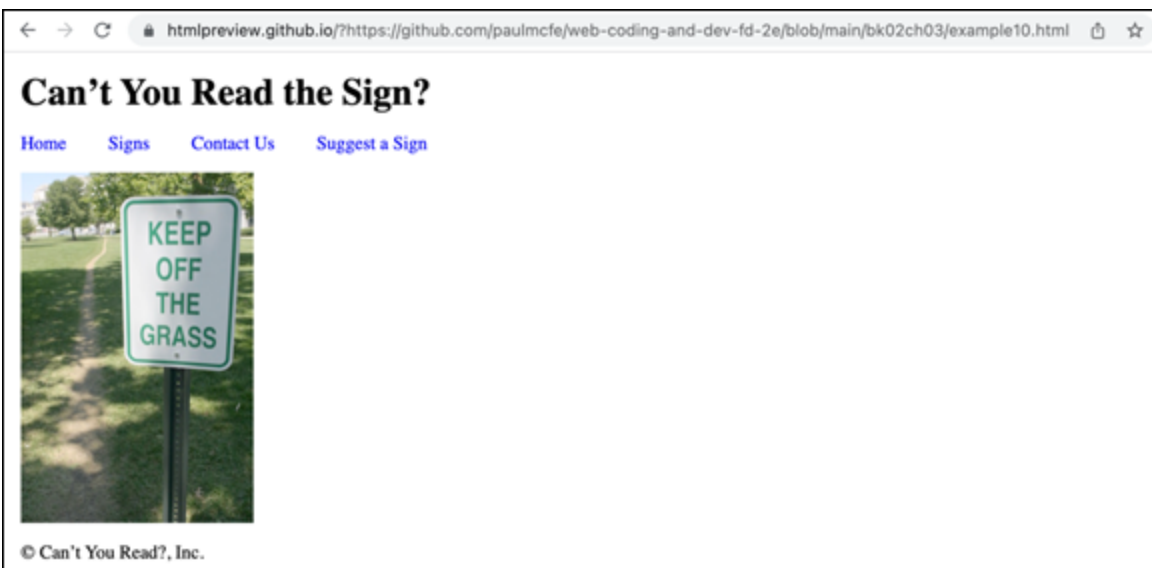 htmlpreview.github.io/?https://github.com/paulmcfe/web-coding-and-dev-fd-2e/blob/main/bk02ch03/example10.html
Can’t You Read the Sign?
Home Signs Contact Us Suggest a Sign
KEEP
OFF
THE
GRASS
© Can’t You Read?, Inc.